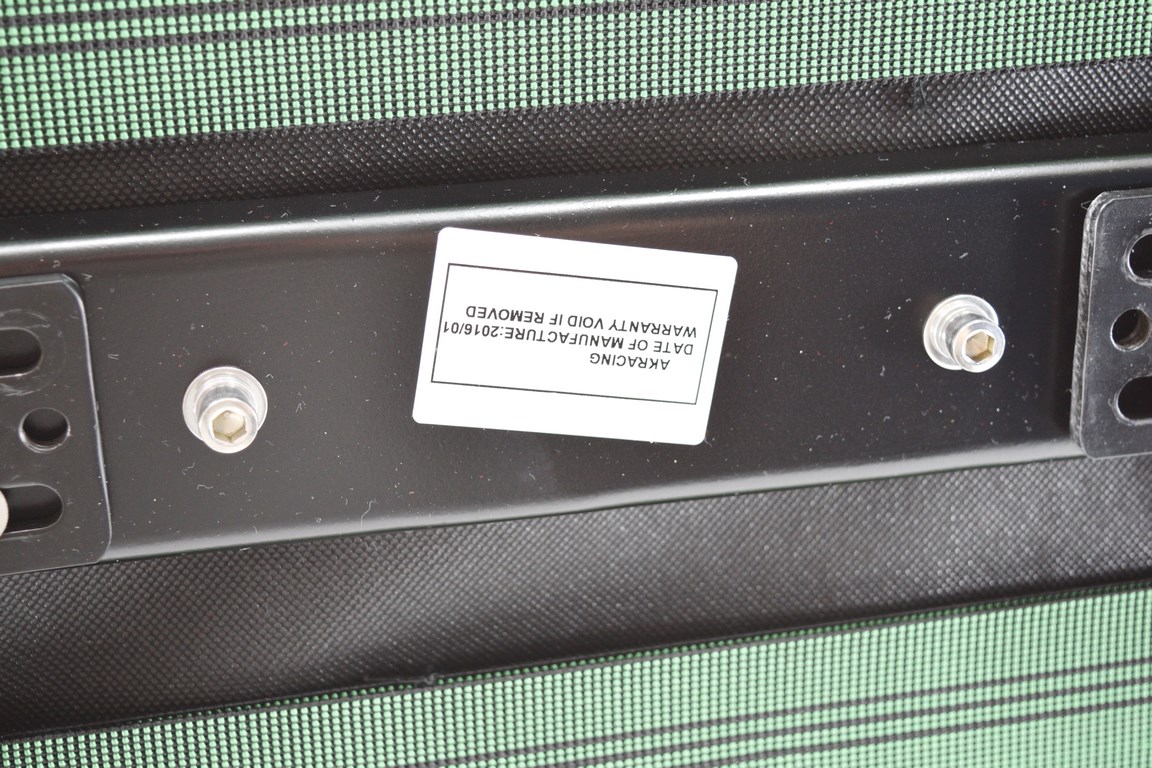 AKRACING
DATE OF MANUFACTURE:2016/01
WARRANTY VOID IF REMOVED